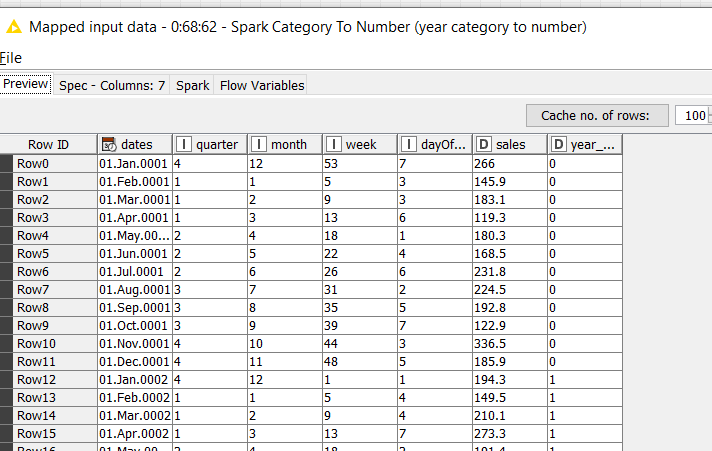 Mapped input data - 0:68:62 - Spark Category To Number (year category to number)
File
Preview Spec - Columns: 7 Spark Flow Variables
Cache no. of rows: 100
Row ID dates I quarter I month I week I dayOf... D sales D year_...
Row0 01.Jan.0001 4 12 53 7 266 0
Row1 01.Feb.0001 1 1 5 3 145.9 0
Row2 01.Mar.0001 1 2 9 3 183.1 0
Row3 01.Apr.0001 1 3 13 6 119.3 0
Row4 01.May.00... 2 4 18 1 180.3 0
Row5 01.Jun.0001 2 5 22 4 168.5 0
Row6 01.Jul.0001 2 6 26 6 231.8 0
Row7 01.Aug.0001 3 7 31 2 224.5 0
Row8 01.Sep.0001 3 8 35 5 192.8 0
Row9 01.Oct.0001 3 9 39 7 122.9 0
Row10 01.Nov.0001 4 10 44 3 336.5 0
Row11 01.Dec.0001 4 11 48 5 185.9 0
Row12 01.Jan.0002 4 12 1 1 194.3 1
Row13 01.Feb.0002 1 1 5 4 149.5 1
Row14 01.Mar.0002 1 2 9 4 210.1 1
Row15 01.Apr.0002 1 3 13 7 273.3 1